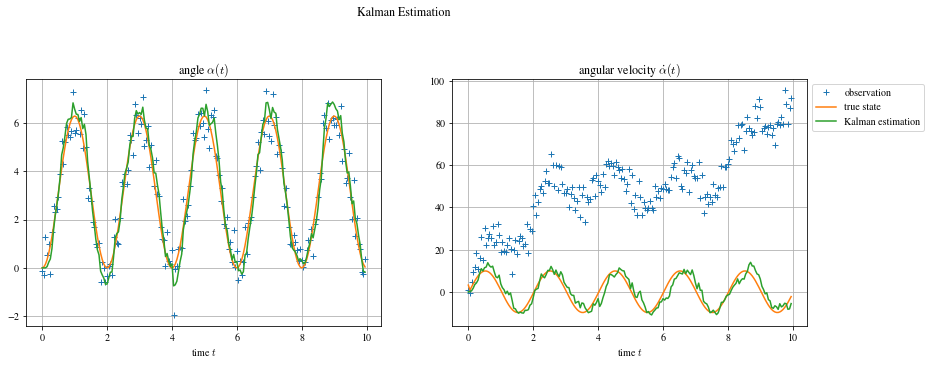 Kalman Estimation
angle α(t)
6
4
2
0
−2
0
2
4
6
8
10
time t
angular velocity α̇(t)
100
80
60
40
20
0
0
2
4
6
8
10
time t
observation
true state
Kalman estimation